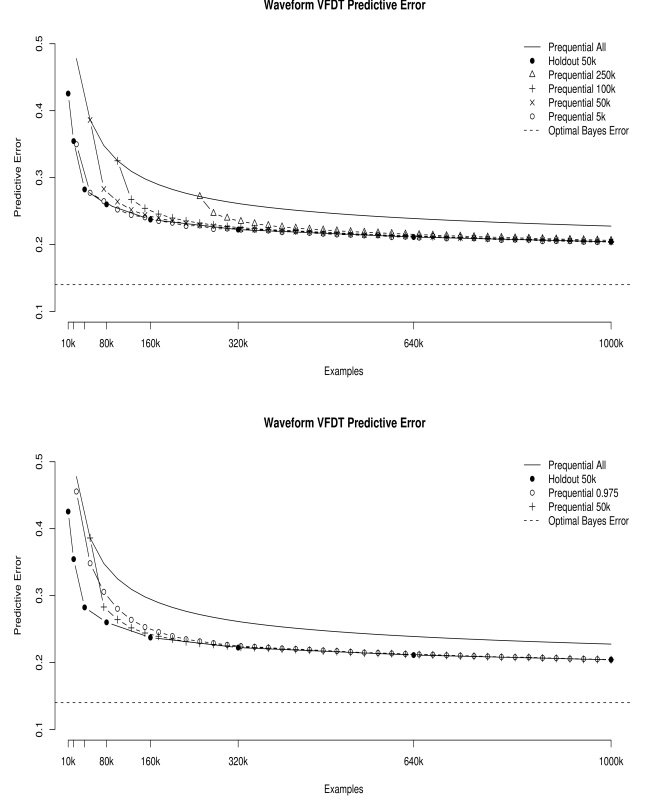 Waveform VFDT Predictive Error
Prequential All
Holdout 50k
Prequential 250k
Prequential 100k
Prequential 50k
Prequential 5k
Optimal Bayes Error
Predictive Error
0.5
0.4
0.3
0.2
0.1
10k 80k 160k 320k 640k 1000k
Examples
Waveform VFDT Predictive Error
Prequential All
Holdout 50k
Prequential 0.975
Prequential 50k
Optimal Bayes Error
Predictive Error
0.5
0.4
0.3
0.2
0.1
10k 80k 160k 320k 640k 1000k
Examples